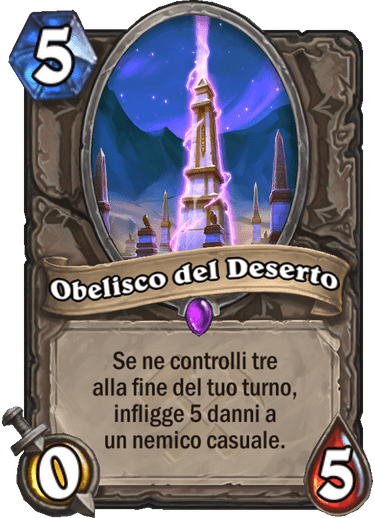 5
Obelisco del Deserto
Se ne controlli tre
alla fine del tuo turno,
infligge 5 danni a
un nemico casuale.
0
5